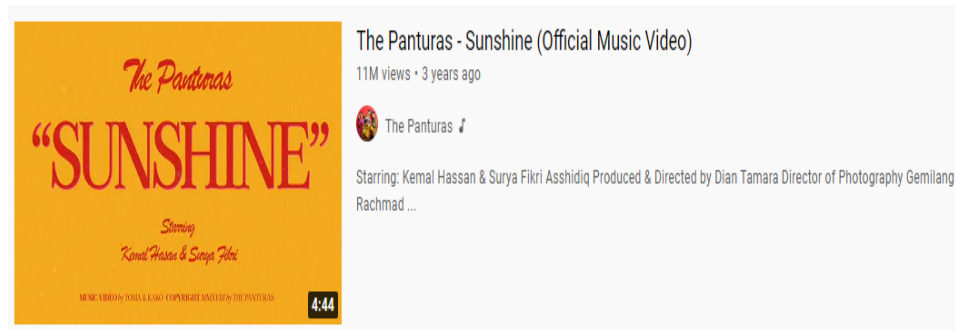 The Panturas
“SUNSHINE”
Starring
Kemal Hasan & Surya Fikri
MUSIC VIDEO by TOMA & KAKO COPYRIGHT MMXVIII by THE PANTURAS
4:44
The Panturas - Sunshine (Official Music Video)
11M views • 3 years ago
The Panturas
Starring: Kemal Hassan & Surya Fikri Asshidiq Produced & Directed by Dian Tamara Director of Photography Gemilang
Rachmad ...